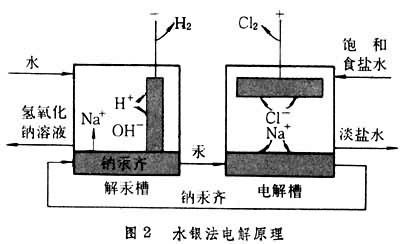 − H₂ Cl₂ +
水 饱和
食盐水
氢氧化
钠溶液
Na⁺ H⁺
OH⁻
Cl⁻
Na⁺
淡盐水
钠汞齐 汞
解汞槽 电解槽
钠汞齐
图2 水银法电解原理